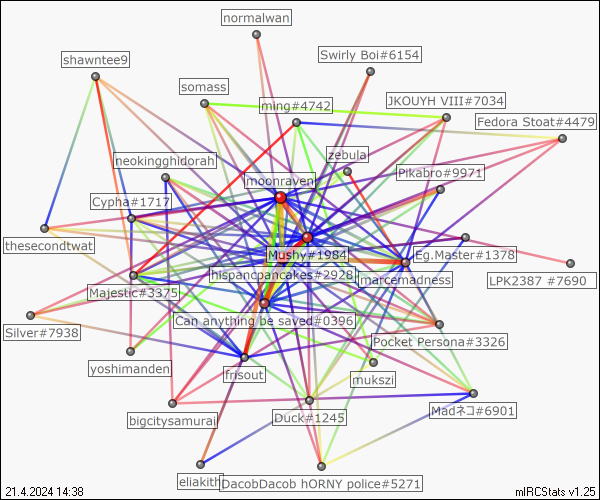 normalwan
Swirly Boi#6154
shawntee9
somass
ming#4742
JKOUYH VIII#7034
Fedora Stoat#4479
neokingghidorah
zebula
moonraven
Pikabro#9971
Cypha#1717
thesecondtwat
Mushy#1984
Eg.Master#1378
hispancpancakes#2928
marcemadness
LPK2387 #7690
Majestic#3375
Can anything be saved#0396
Silver#7938
Pocket Persona#3326
yoshimanden
frisout
mukszi
bigcitysamurai
Duck#1245
Madネコ#6901
eliakith
DacobDacob hORNY police#5271
21.4.2024 14:38
mIRCStats v1.25